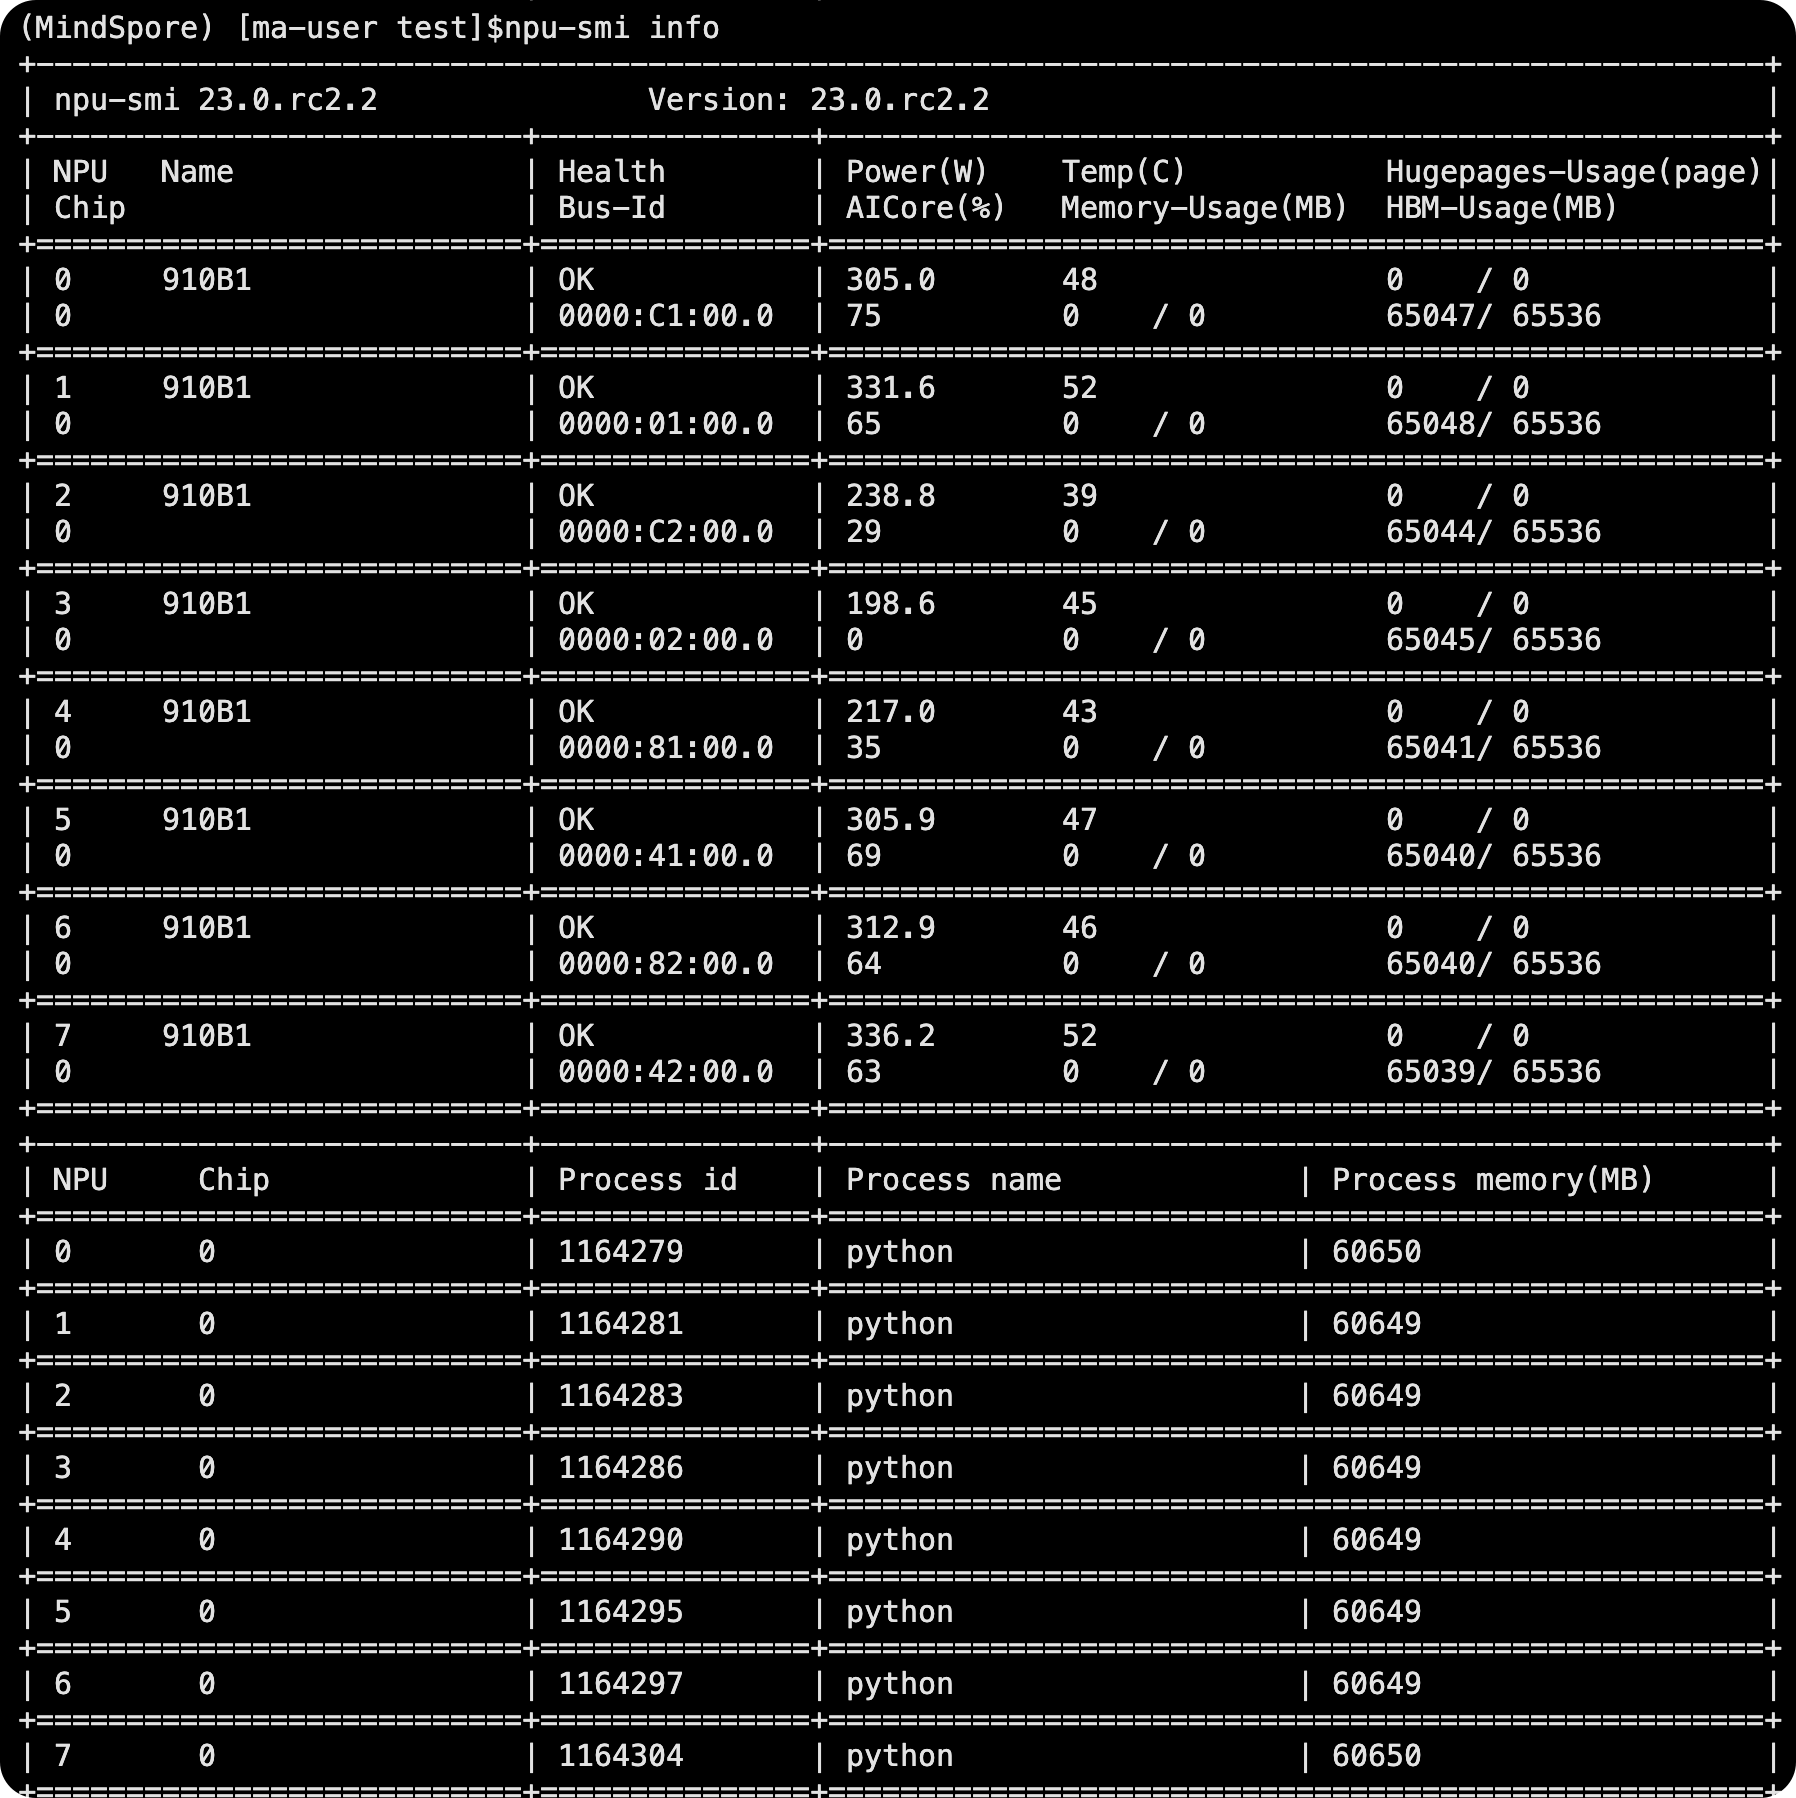 (MindSpore) [ma-user test]$npu-smi info
+------------------------------------------------------------------------------------------------+
| npu-smi 23.0.rc2.2               Version: 23.0.rc2.2                                           |
+---------------------------+---------------+----------------------------------------------------+
| NPU   Name                | Health        | Power(W)    Temp(C)           Hugepages-Usage(page)|
| Chip                      | Bus-Id        | AICore(%)   Memory-Usage(MB)  HBM-Usage(MB)        |
+===========================+===============+====================================================+
| 0     910B1               | OK            | 305.0       48                0    / 0             |
| 0                         | 0000:C1:00.0  | 75          0    / 0          65047/ 65536         |
+===========================+===============+====================================================+
| 1     910B1               | OK            | 331.6       52                0    / 0             |
| 0                         | 0000:01:00.0  | 65          0    / 0          65048/ 65536         |
+===========================+===============+====================================================+
| 2     910B1               | OK            | 238.8       39                0    / 0             |
| 0                         | 0000:C2:00.0  | 29          0    / 0          65044/ 65536         |
+===========================+===============+====================================================+
| 3     910B1               | OK            | 198.6       45                0    / 0             |
| 0                         | 0000:02:00.0  | 0           0    / 0          65045/ 65536         |
+===========================+===============+====================================================+
| 4     910B1               | OK            | 217.0       43                0    / 0             |
| 0                         | 0000:81:00.0  | 35          0    / 0          65041/ 65536         |
+===========================+===============+====================================================+
| 5     910B1               | OK            | 305.9       47                0    / 0             |
| 0                         | 0000:41:00.0  | 69          0    / 0          65040/ 65536         |
+===========================+===============+====================================================+
| 6     910B1               | OK            | 312.9       46                0    / 0             |
| 0                         | 0000:82:00.0  | 64          0    / 0          65040/ 65536         |
+===========================+===============+====================================================+
| 7     910B1               | OK            | 336.2       52                0    / 0             |
| 0                         | 0000:42:00.0  | 63          0    / 0          65039/ 65536         |
+===========================+===============+====================================================+
+---------------------------+---------------+----------------------------------------------------+
| NPU     Chip              | Process id    | Process name             | Process memory(MB)      |
+===========================+===============+====================================================+
| 0       0                 | 1164279       | python                   | 60650                   |
+===========================+===============+====================================================+
| 1       0                 | 1164281       | python                   | 60649                   |
+===========================+===============+====================================================+
| 2       0                 | 1164283       | python                   | 60649                   |
+===========================+===============+====================================================+
| 3       0                 | 1164286       | python                   | 60649                   |
+===========================+===============+====================================================+
| 4       0                 | 1164290       | python                   | 60649                   |
+===========================+===============+====================================================+
| 5       0                 | 1164295       | python                   | 60649                   |
+===========================+===============+====================================================+
| 6       0                 | 1164297       | python                   | 60649                   |
+===========================+===============+====================================================+
| 7       0                 | 1164304       | python                   | 60650                   |
+===========================+===============+====================================================+